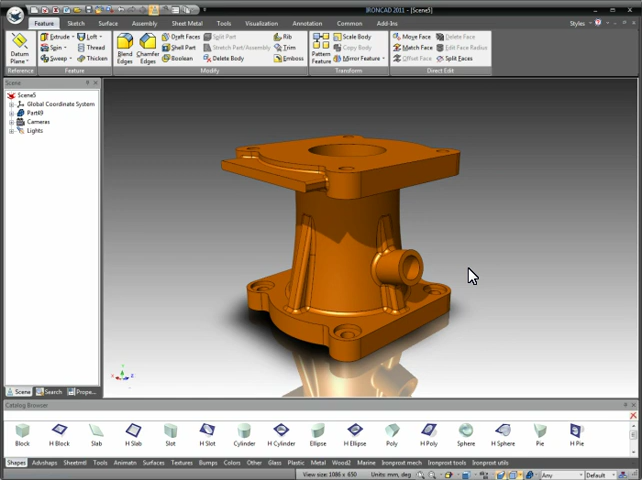 IRONCAD 2011 - [Scene5]
Feature Sketch Surface Assembly Sheet Metal Tools Visualization Annotation Common Add-Ins Styles
Extrude Loft Draft Faces Split Part Rib Scale Body Move Face Delete Face
Datum Plane Spin Thread Blend Edges Chamfer Edges Shell Part Stretch Part/Assembly Trim Pattern Feature Copy Body Match Face Edit Face Radius
Sweep Thicken Boolean Delete Body Emboss Mirror Feature Offset Face Split Faces
Reference Feature Modify Transform Direct Edit
Scene
Scene5
Global Coordinate System
Part49
Cameras
Lights
Scene Search Prope...
Catalog Browser
Block H Block Slab H Slab Slot H Slot Cylinder H Cylinder Ellipse H Ellipse Poly H Poly Sphere H Sphere Pie H Pie
Shapes Advshaps Sheetmtl Tools Animatn Surfaces Textures Bumps Colors Other Glass Plastic Metal Wood2 Marine Ironprod mech Ironprod tools Ironprod utils
View size: 1086 x 650 Units: mm, deg Any Default